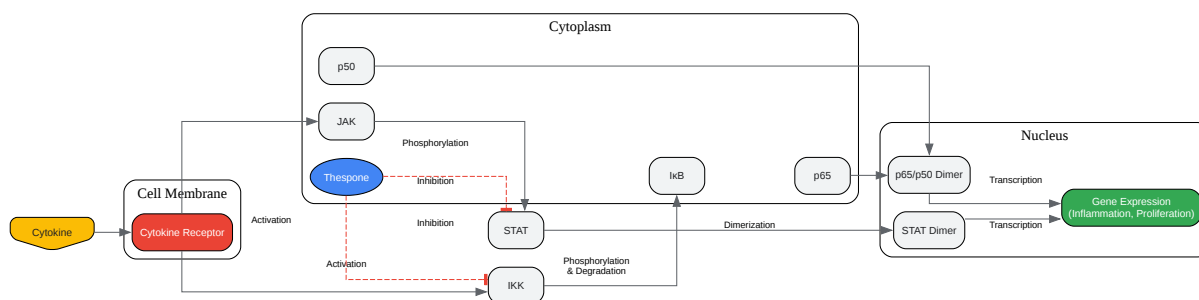 Cytoplasm
p50
JAK
Phosphorylation
Thespone
Inhibition
IκB
p65
Nucleus
p65/p50 Dimer
Transcription
Gene Expression
(Inflammation, Proliferation)
Cell Membrane
Cytokine
Cytokine Receptor
Activation
Inhibition
STAT
Dimerization
STAT Dimer
Transcription
Activation
Phosphorylation
& Degradation
IKK